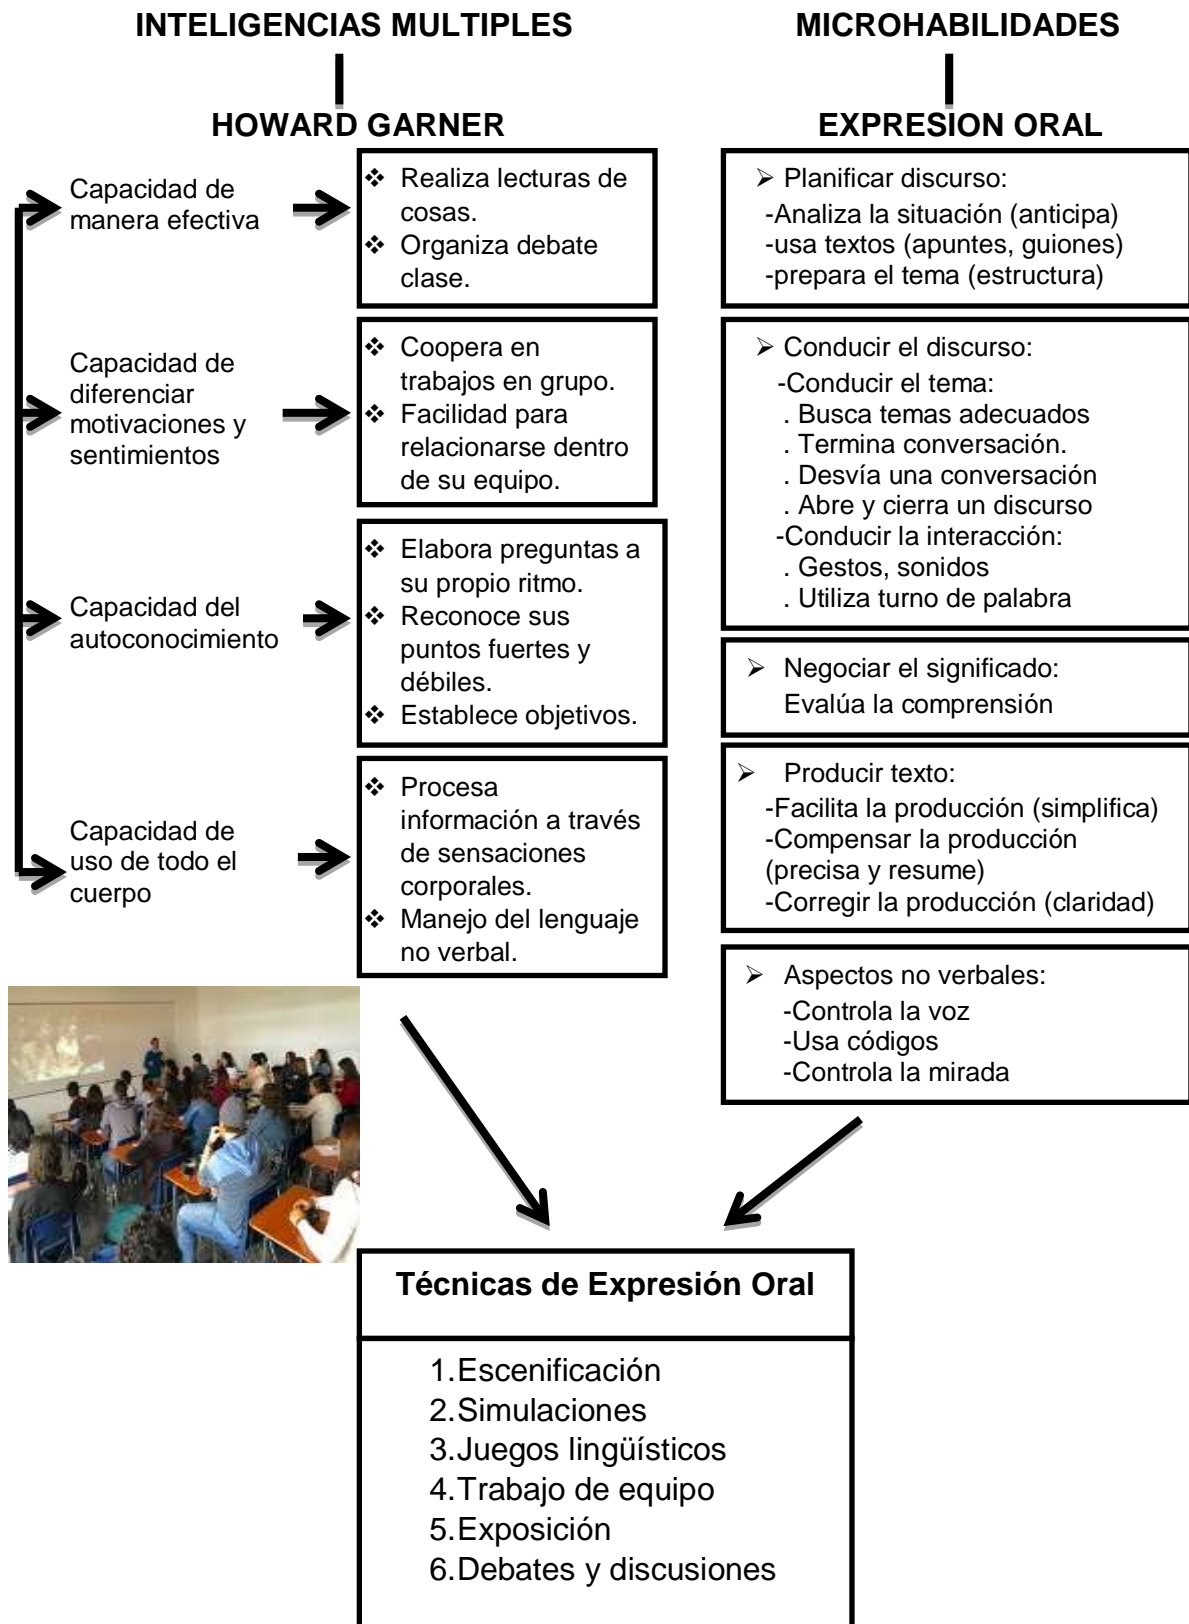 INTELIGENCIAS MULTIPLES
HOWARD GARNER
Capacidad de
manera efectiva
❖ Realiza lecturas de
cosas.
❖ Organiza debate
clase.
Capacidad de
diferenciar
motivaciones y
sentimientos
❖ Coopera en
trabajos en grupo.
❖ Facilidad para
relacionarse dentro
de su equipo.
Capacidad del
autoconocimiento
❖ Elabora preguntas a
su propio ritmo.
❖ Reconoce sus
puntos fuertes y
débiles.
❖ Establece objetivos.
Capacidad de
uso de todo el
cuerpo
❖ Procesa
información a través
de sensaciones
corporales.
❖ Manejo del lenguaje
no verbal.
MICROHABILIDADES
EXPRESION ORAL
➢ Planificar discurso:
-Analiza la situación (anticipa)
-usa textos (apuntes, guiones)
-prepara el tema (estructura)
➢ Conducir el discurso:
-Conducir el tema:
. Busca temas adecuados
. Termina conversación.
. Desvía una conversación
. Abre y cierra un discurso
-Conducir la interacción:
. Gestos, sonidos
. Utiliza turno de palabra
➢ Negociar el significado:
Evalúa la comprensión
➢ Producir texto:
-Facilita la producción (simplifica)
-Compensar la producción
(precisa y resume)
-Corregir la producción (claridad)
➢ Aspectos no verbales:
-Controla la voz
-Usa códigos
-Controla la mirada
Técnicas de Expresión Oral
1.Escenificación
2.Simulaciones
3.Juegos lingüísticos
4.Trabajo de equipo
5.Exposición
6.Debates y discusiones